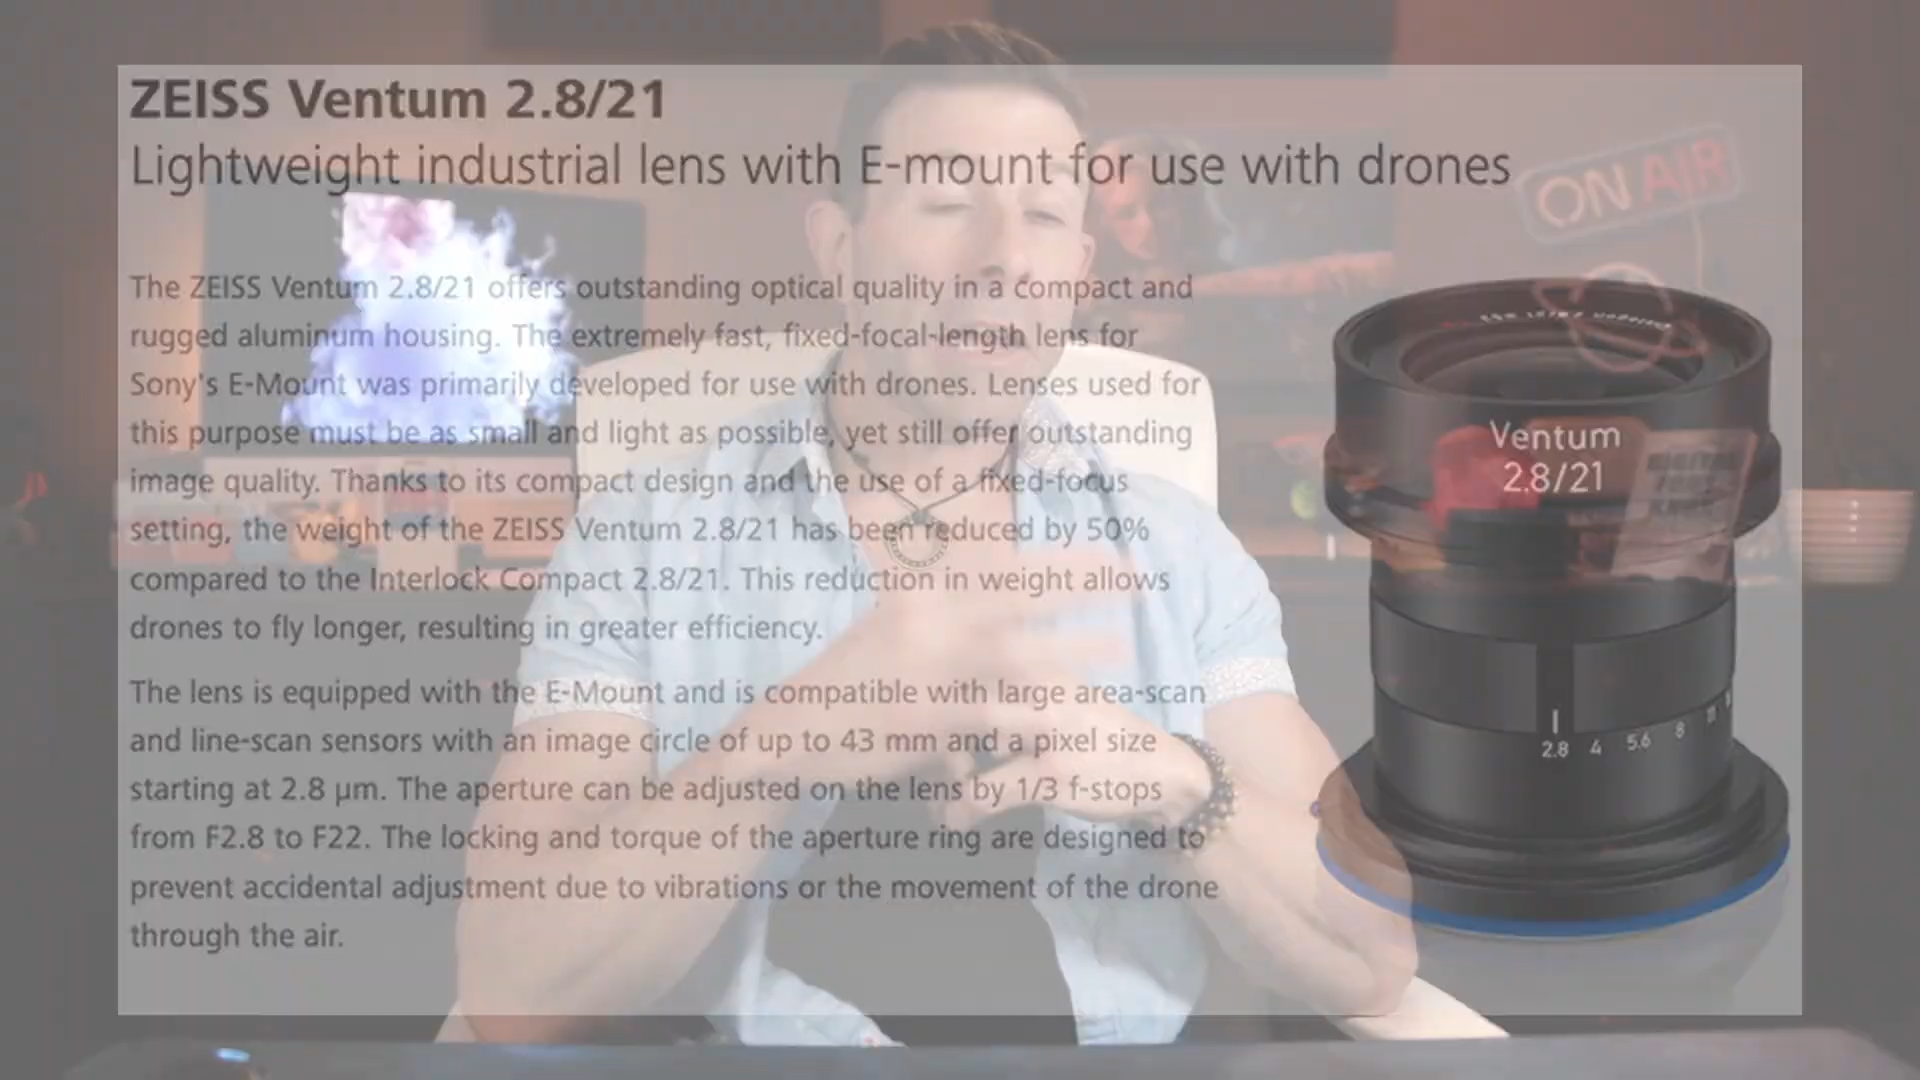 ZEISS Ventum 2.8/21
Lightweight industrial lens with E-mount for use with drones
ON AIR
The ZEISS Ventum 2.8/21 offers outstanding optical quality in a compact and
rugged aluminum housing. The extremely fast, fixed-focal-length lens for
Sony's E-Mount was primarily developed for use with drones. Lenses used for
this purpose must be as small and light as possible, yet still offer outstanding
image quality. Thanks to its compact design and the use of a fixed-focus
setting, the weight of the ZEISS Ventum 2.8/21 has been reduced by 50%
compared to the Interlock Compact 2.8/21. This reduction in weight allows
drones to fly longer, resulting in greater efficiency.
The lens is equipped with the E-Mount and is compatible with large area-scan
and line-scan sensors with an image circle of up to 43 mm and a pixel size
starting at 2.8 µm. The aperture can be adjusted on the lens by 1/3 f-stops
from F2.8 to F22. The locking and torque of the aperture ring are designed to
prevent accidental adjustment due to vibrations or the movement of the drone
through the air.
Ventum
2.8/21
2.8 4 5.6 8 11